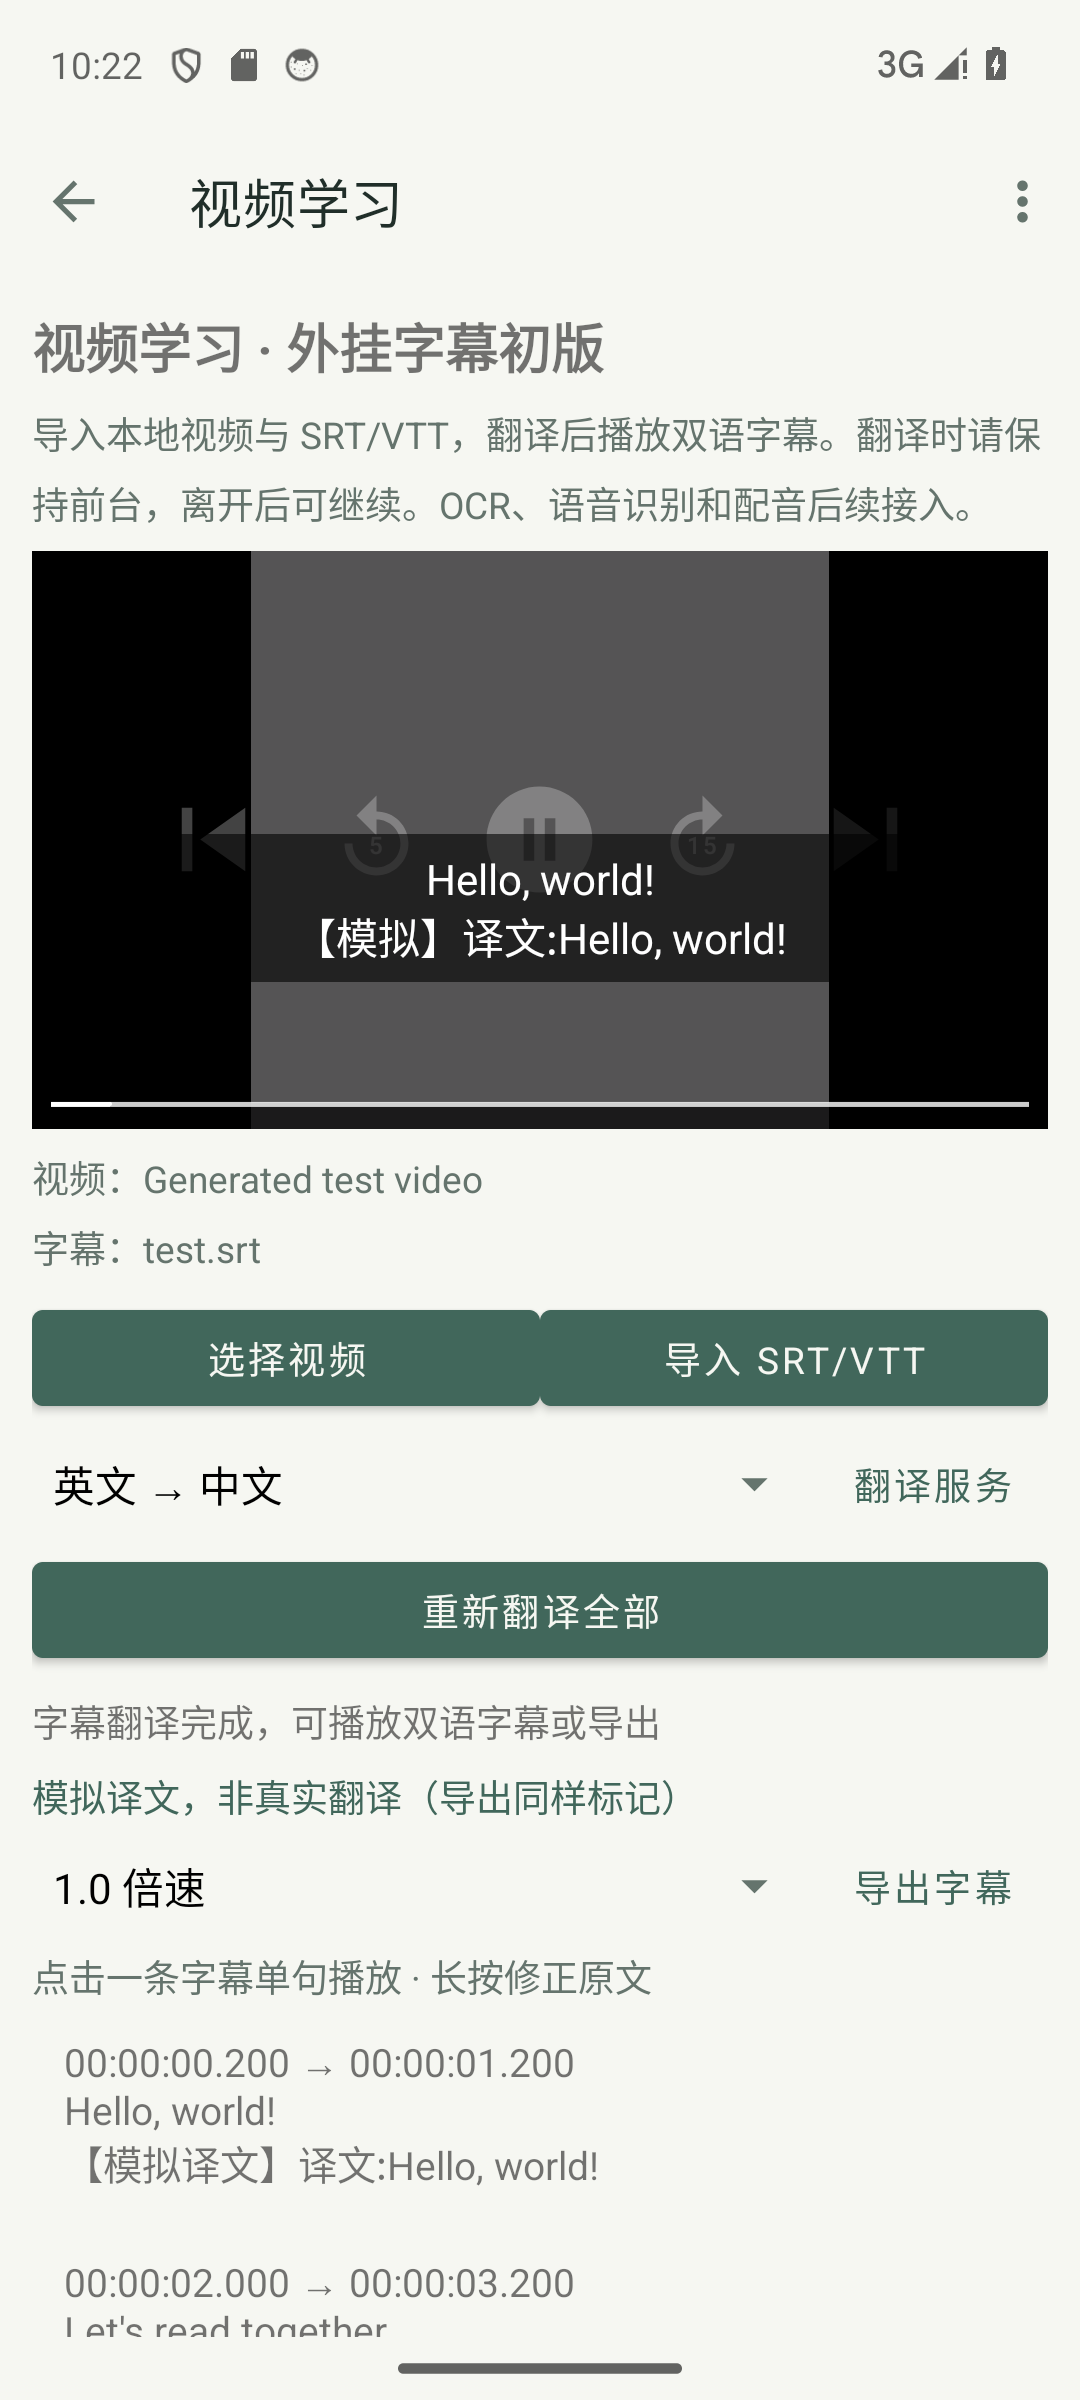 10:22
3G
视频学习
视频学习 · 外挂字幕初版
导入本地视频与 SRT/VTT，翻译后播放双语字幕。翻译时请保
持前台，离开后可继续。OCR、语音识别和配音后续接入。
5
15
Hello, world!
【模拟】译文:Hello, world!
视频：Generated test video
字幕：test.srt
选择视频
导入 SRT/VTT
英文 → 中文
翻译服务
重新翻译全部
字幕翻译完成，可播放双语字幕或导出
模拟译文，非真实翻译（导出同样标记）
1.0 倍速
导出字幕
点击一条字幕单句播放 · 长按修正原文
00:00:00.200 → 00:00:01.200
Hello, world!
【模拟译文】译文:Hello, world!
00:00:02.000 → 00:00:03.200
Let's read together